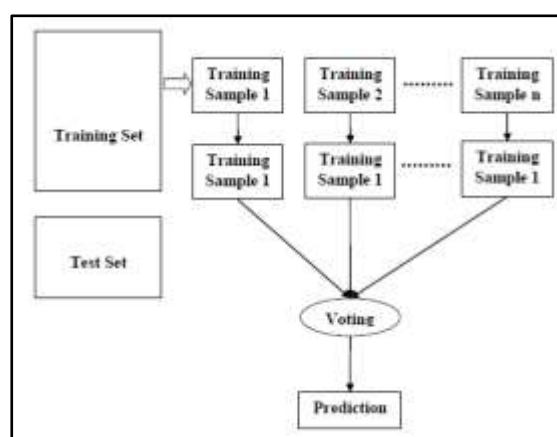 Training Set
Test Set
Training
Sample 1
Training
Sample 2
Training
Sample n
Training
Sample 1
Training
Sample 1
Training
Sample 1
Voting
Prediction